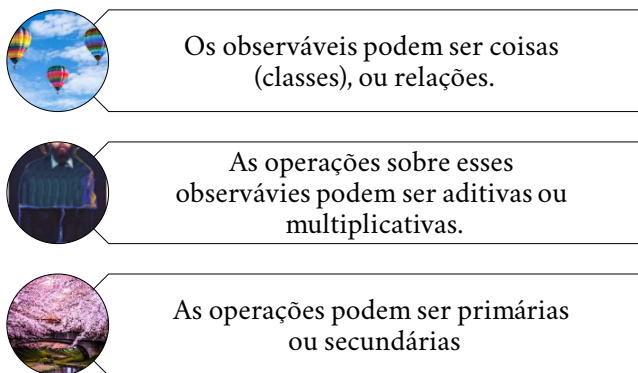 Os observáveis podem ser coisas
(classes), ou relações.
As operações sobre esses
observávies podem ser aditivas ou
multiplicativas.
As operações podem ser primárias
ou secundárias